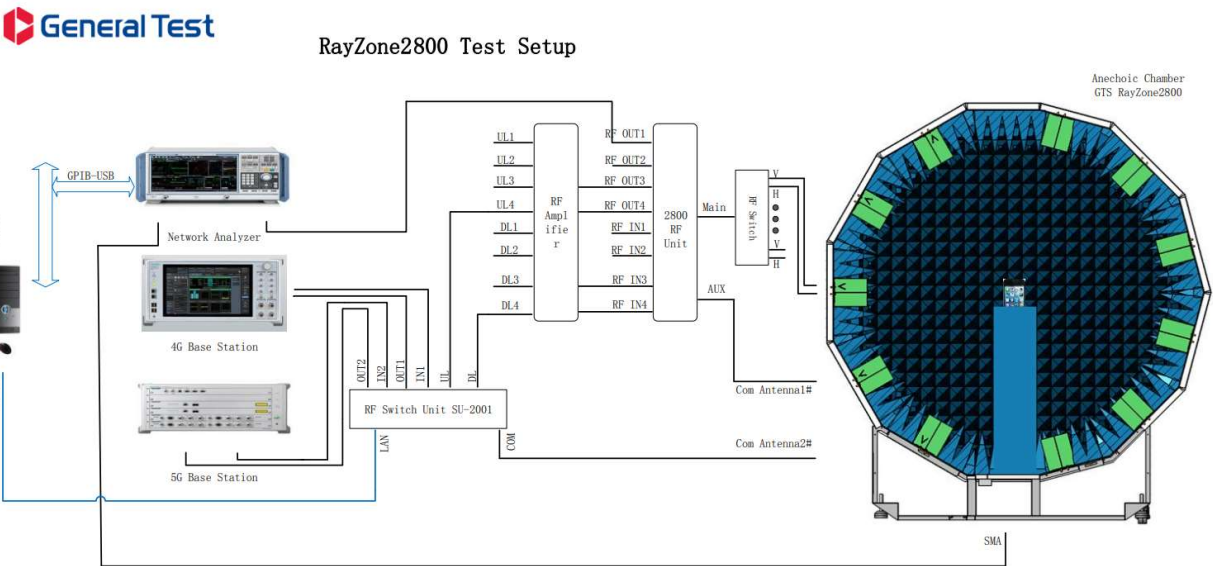 General Test
RayZone2800 Test Setup
Anechoic Chamber
GTS RayZone2800
GPIB-USB
Network Analyzer
4G Base Station
5G Base Station
OUT2
IN2
OUT1
IN1
UL
DL
RF Switch Unit SU-2001
LAN
COM
UL1
UL2
UL3
UL4
DL1
DL2
DL3
DL4
RF
Ampl
ifie
r
RF OUT1
RF OUT2
RF OUT3
RF OUT4
RF IN1
RF IN2
RF IN3
RF IN4
2800
RF
Unit
Main
AUX
RF Switch
V
H
V
H
Com Antenna1#
Com Antenna2#
SMA